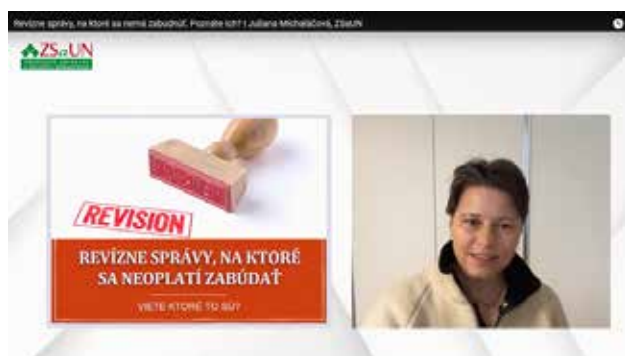 Revízne správy, na ktoré sa nemá zabudnúť. Poznáte ich? | Juliana Michalačová, ZSaUN
ZSaUN
REVISION
REVÍZNE SPRÁVY, NA KTORÉ
SA NEOPLATÍ ZABÚDAŤ
VIETE KTORÉ TO SÚ?